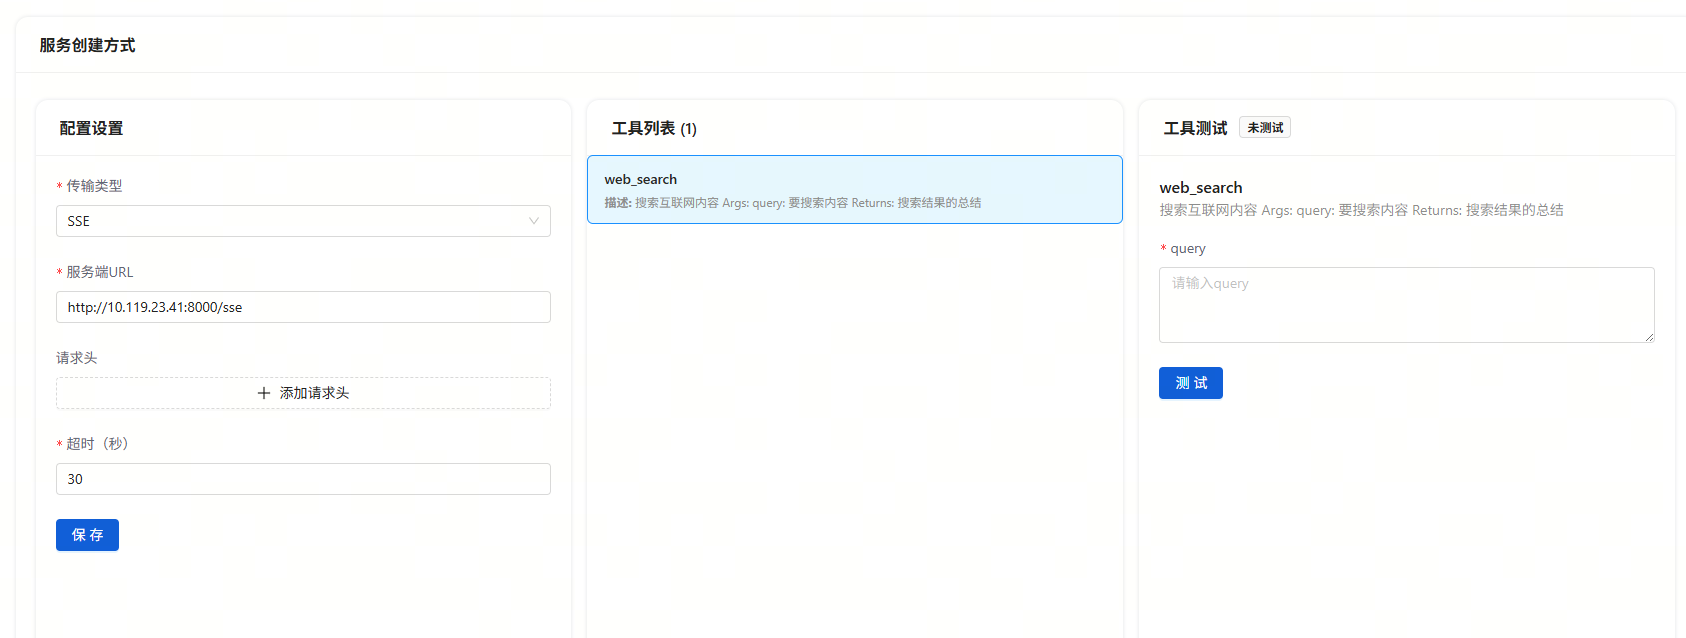 服务创建方式
配置设置
* 传输类型
SSE
* 服务端URL
http://10.119.23.41:8000/sse
请求头
添加请求头
* 超时（秒）
30
保 存
工具列表 (1)
web_search
描述: 搜索互联网内容 Args: query: 要搜索内容 Returns: 搜索结果的总结
工具测试 未测试
web_search
搜索互联网内容 Args: query: 要搜索内容 Returns: 搜索结果的总结
* query
请输入query
测 试